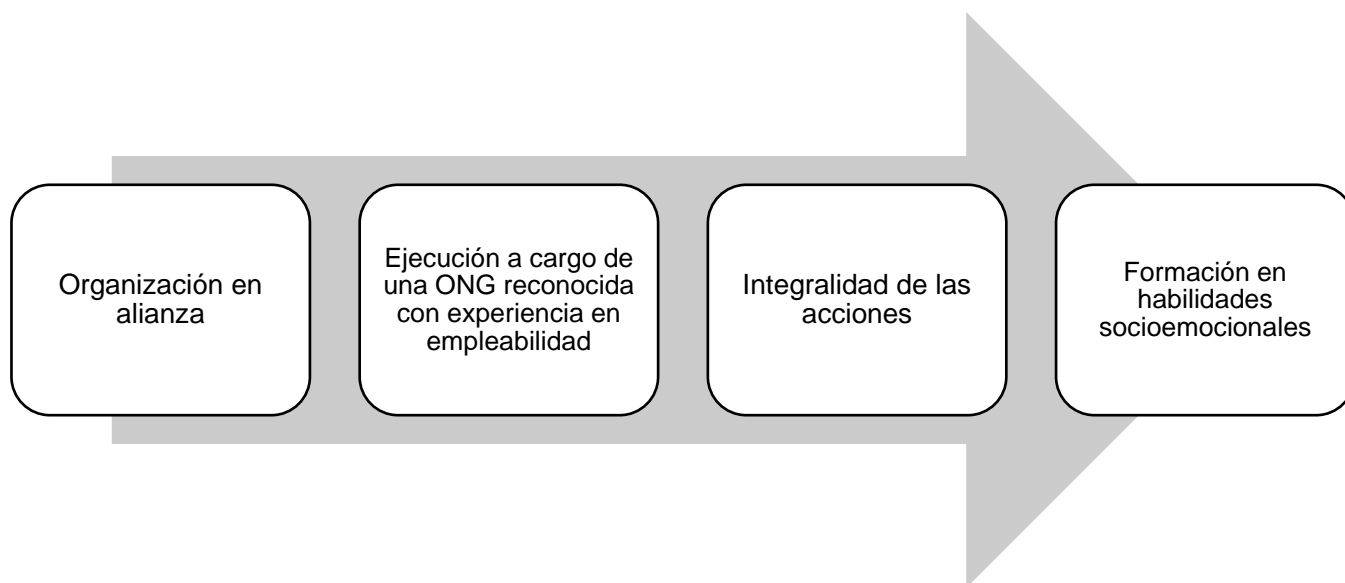 Organización en
alianza
Ejecución a cargo de
una ONG reconocida
con experiencia en
empleabilidad
Integralidad de las
acciones
Formación en
habilidades
socioemocionales